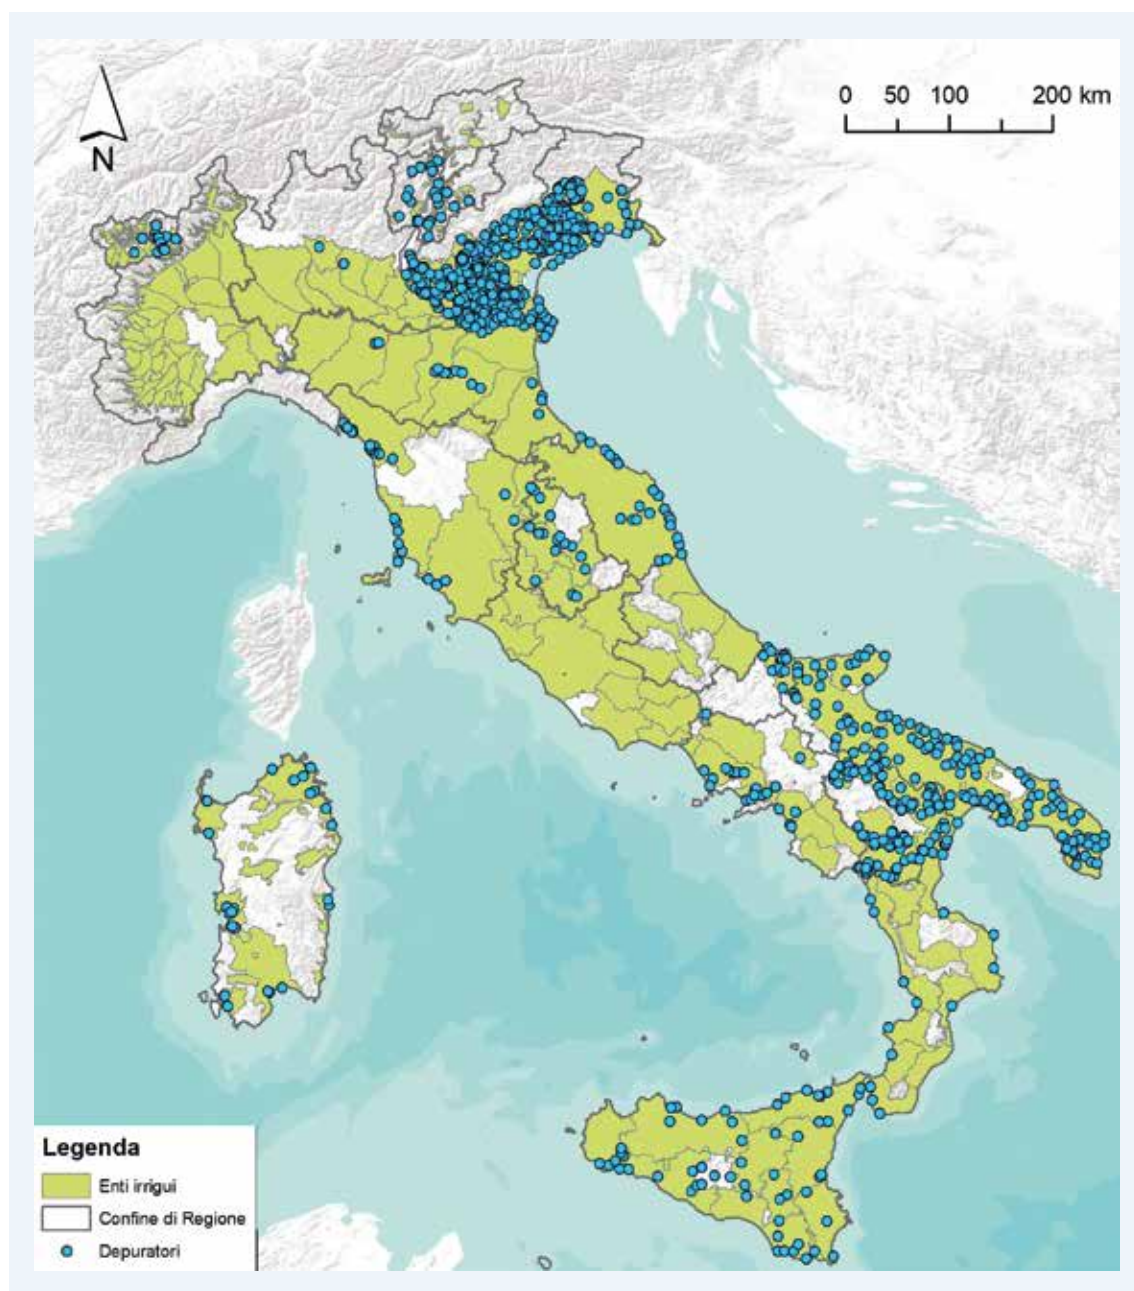 N
0 50 100 200 km
Legenda
Enti irrigui
Confine di Regione
Depuratori